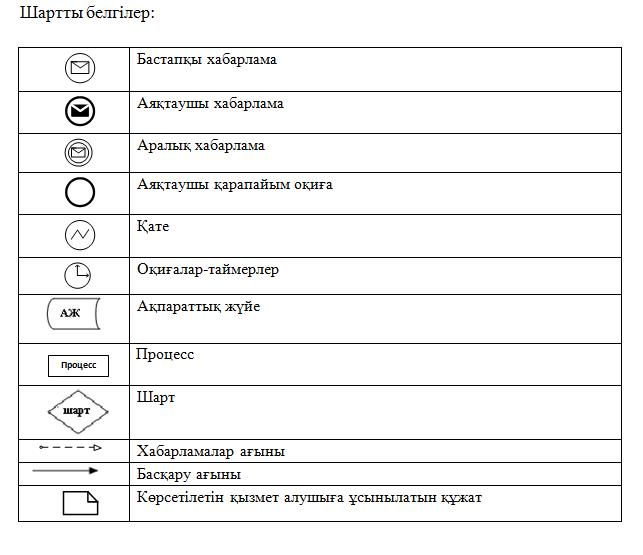 Шартты белгілер:
Бастапқы хабарлама
Аяқтаушы хабарлама
Аралық хабарлама
Аяқтаушы қарапайым оқиға
Қате
Оқиғалар-таймерлер
АЖ Ақпараттық жүйе
Процесс Процесс
шарт Шарт
Хабарламалар ағыны
Басқару ағыны
Көрсетілетін қызмет алушыға ұсынылатын құжат